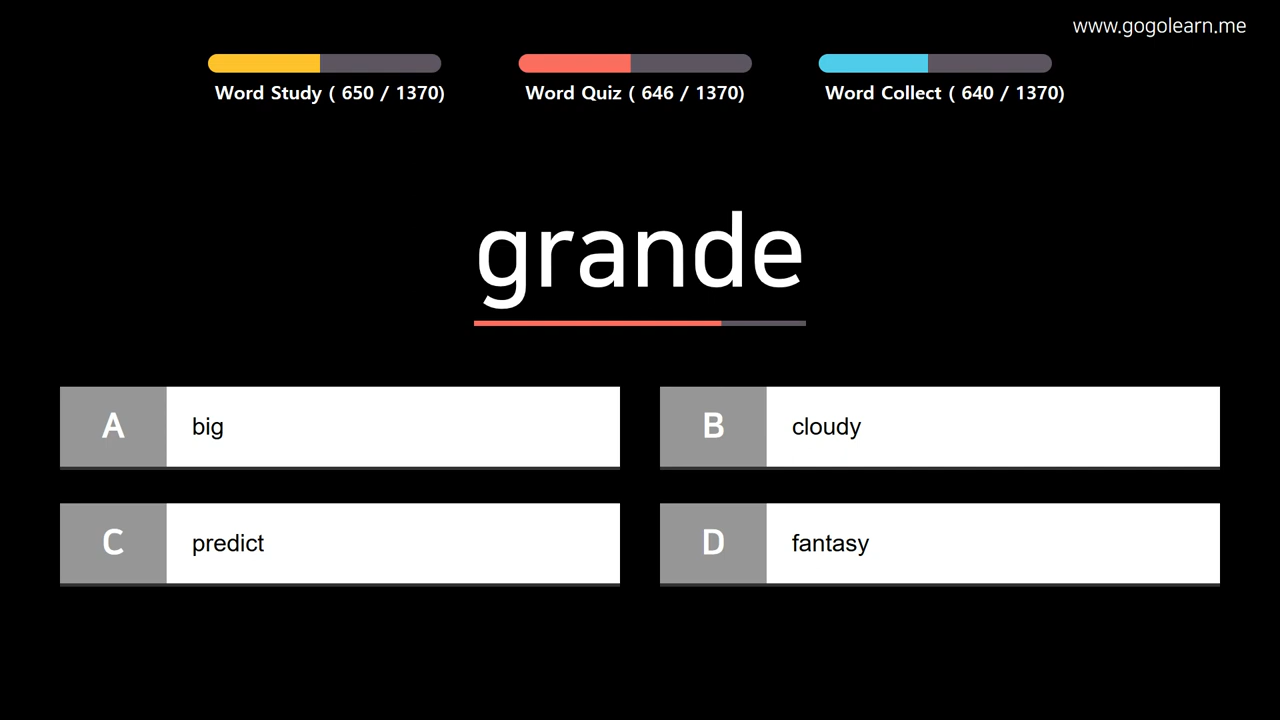 www.gogolearn.me
Word Study ( 650 / 1370)
Word Quiz ( 646 / 1370)
Word Collect ( 640 / 1370)
grande
A big
B cloudy
C predict
D fantasy